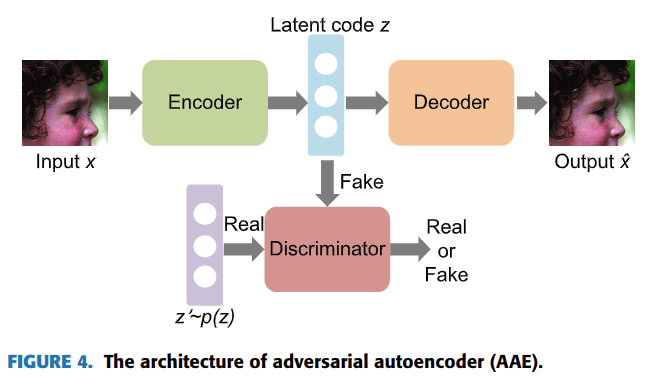 Latent code z
Encoder
Decoder
Input x
Output x̂
Fake
Real
Discriminator
Real
or
Fake
z’~p(z)
FIGURE 4. The architecture of adversarial autoencoder (AAE).